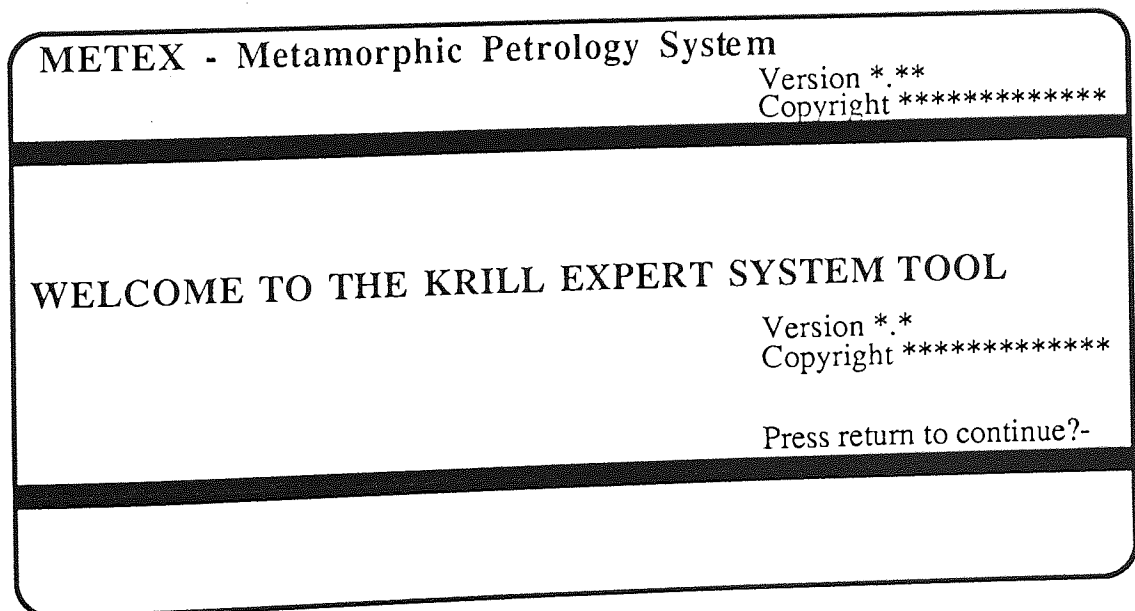 METEX - Metamorphic Petrology System
Version *.**
Copyright *************
WELCOME TO THE KRILL EXPERT SYSTEM TOOL
Version *.*
Copyright *************
Press return to continue?-